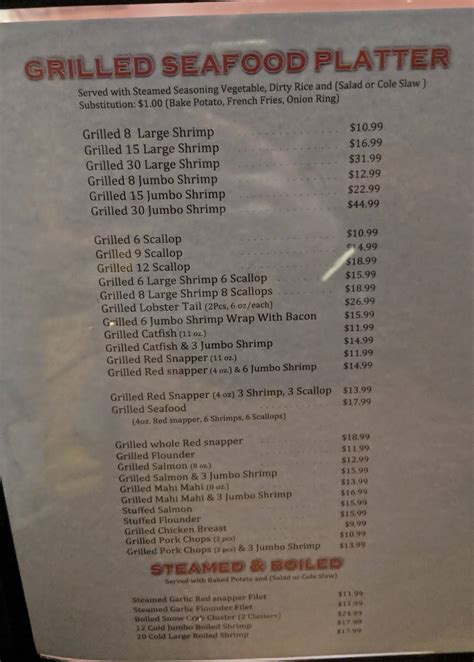 GRILLED SEAFOOD PLATTER
Served with Steamed Seasoning Vegetable, Dirty Rice and (Salad or Cole Slaw )
Substitution: $1.00 (Bake Potato, French Fries, Onion Ring)
Grilled 8 Large Shrimp $10.99
Grilled 15 Large Shrimp $16.99
Grilled 30 Large Shrimp $31.99
Grilled 8 Jumbo Shrimp $12.99
Grilled 15 Jumbo Shrimp $22.99
Grilled 30 Jumbo Shrimp $44.99
Grilled 6 Scallop $10.99
Grilled 9 Scallop $14.99
Grilled 12 Scallop $18.99
Grilled 6 Large Shrimp 6 Scallop $15.99
Grilled 8 Large Shrimp 8 Scallops $18.99
Grilled Lobster Tail (2Pcs, 6 oz/each) $26.99
Grilled 6 Jumbo Shrimp Wrap With Bacon $15.99
Grilled Catfish (11 oz.) $11.99
Grilled Catfish & 3 Jumbo Shrimp $14.99
Grilled Red Snapper (11 oz.) $11.99
Grilled Red snapper (4 oz.) & 6 Jumbo Shrimp $14.99
Grilled Red Snapper (4 oz) 3 Shrimp, 3 Scallop $13.99
Grilled Seafood $17.99
(4oz. Red snapper, 6 Shrimps, 6 Scallops)
Grilled whole Red snapper $18.99
Grilled Flounder $11.99
Grilled Salmon (8 oz.) $12.99
Grilled Salmon & 3 Jumbo Shrimp $15.99
Grilled Mahi Mahi (8 oz.) $13.99
Grilled Mahi Mahi & 3 Jumbo Shrimp $16.99
Stuffed Salmon $15.99
Stuffed Flounder $15.99
Grilled Chicken Breast $9.99
Grilled Pork Chops (2 pcs) $10.99
Grilled Pork Chops (2 pcs) & 3 Jumbo Shrimp $13.99
STEAMED & BOILED
Served with Baked Potato and (Salad or Cole Slaw)
Steamed Garlic Red snapper Filet $11.99
Steamed Garlic Flounder Filet $11.99
Boiled Snow Crab Cluster (2 Clusters) $24.99
12 Cold Jumbo Boiled Shrimp $17.99
20 Cold Large Boiled Shrimp $17.99